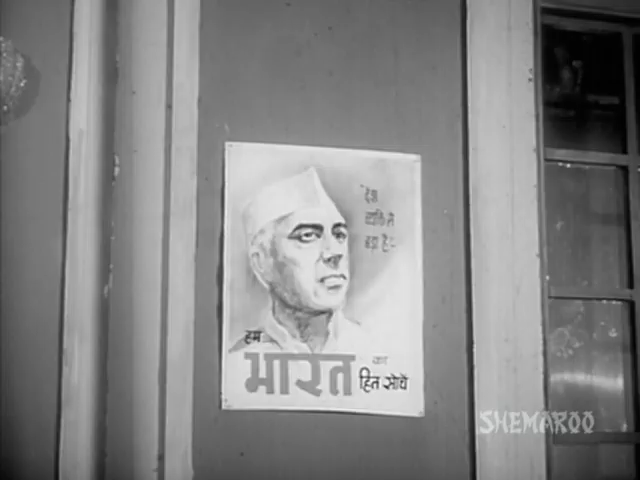 "देश
व्यक्ति से
बड़ा है"
हम
भारत का
हित सोचें
SHEMAROO